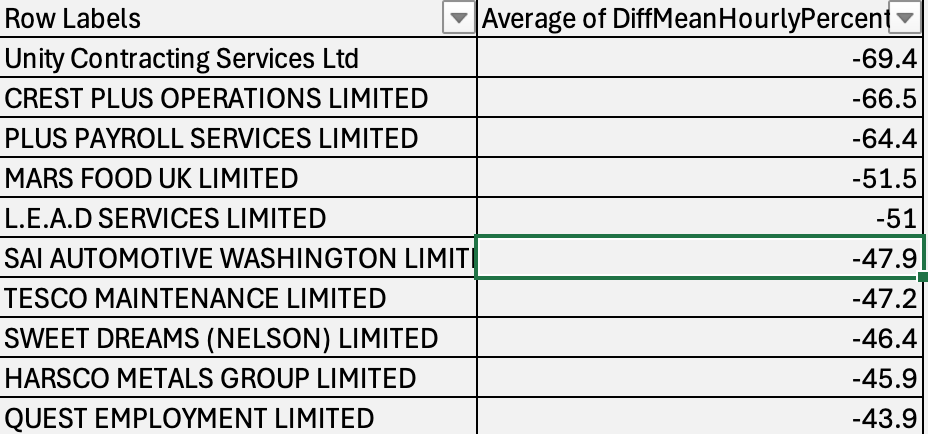 Row Labels Average of DiffMeanHourlyPercent
Unity Contracting Services Ltd -69.4
CREST PLUS OPERATIONS LIMITED -66.5
PLUS PAYROLL SERVICES LIMITED -64.4
MARS FOOD UK LIMITED -51.5
L.E.A.D SERVICES LIMITED -51
SAI AUTOMOTIVE WASHINGTON LIMIT -47.9
TESCO MAINTENANCE LIMITED -47.2
SWEET DREAMS (NELSON) LIMITED -46.4
HARSCO METALS GROUP LIMITED -45.9
QUEST EMPLOYMENT LIMITED -43.9